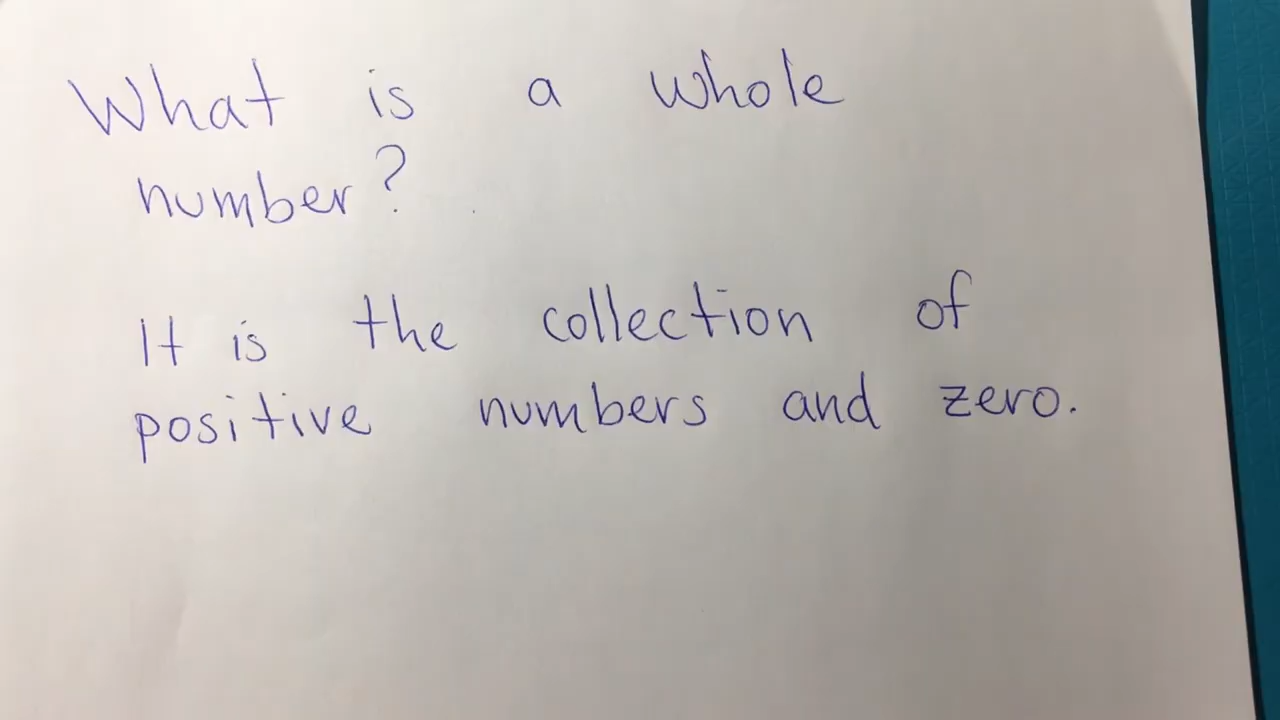 What is a whole
number?
It is the collection of
positive numbers and zero.